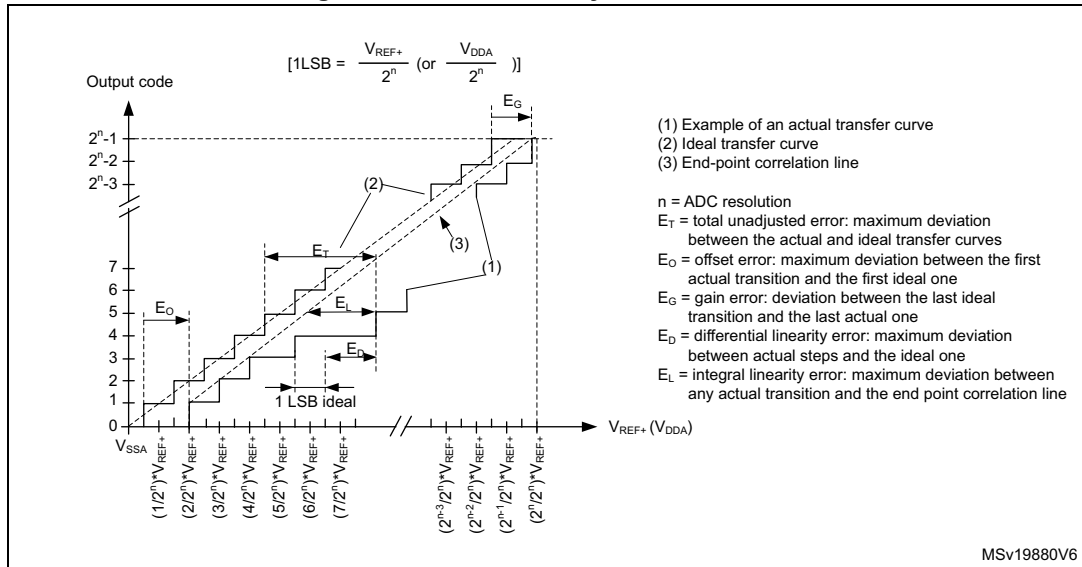 [1LSB = V_REF+ / 2^n (or V_DDA / 2^n )]
Output code
E_G
2^n-1
2^n-2
2^n-3
(2)
(3)
(1)
E_T
7
6
5
4
3
2
1
0
E_O
E_L
E_D
1 LSB ideal
V_SSA
V_REF+ (V_DDA)
(1/2^n)*V_REF+
(2/2^n)*V_REF+
(3/2^n)*V_REF+
(4/2^n)*V_REF+
(5/2^n)*V_REF+
(6/2^n)*V_REF+
(7/2^n)*V_REF+
(2^n-3/2^n)*V_REF+
(2^n-2/2^n)*V_REF+
(2^n-1/2^n)*V_REF+
(2^n/2^n)*V_REF+
(1) Example of an actual transfer curve
(2) Ideal transfer curve
(3) End-point correlation line
n = ADC resolution
E_T = total unadjusted error: maximum deviation
between the actual and ideal transfer curves
E_O = offset error: maximum deviation between the first
actual transition and the first ideal one
E_G = gain error: deviation between the last ideal
transition and the last actual one
E_D = differential linearity error: maximum deviation
between actual steps and the ideal one
E_L = integral linearity error: maximum deviation between
any actual transition and the end point correlation line
MSv19880V6